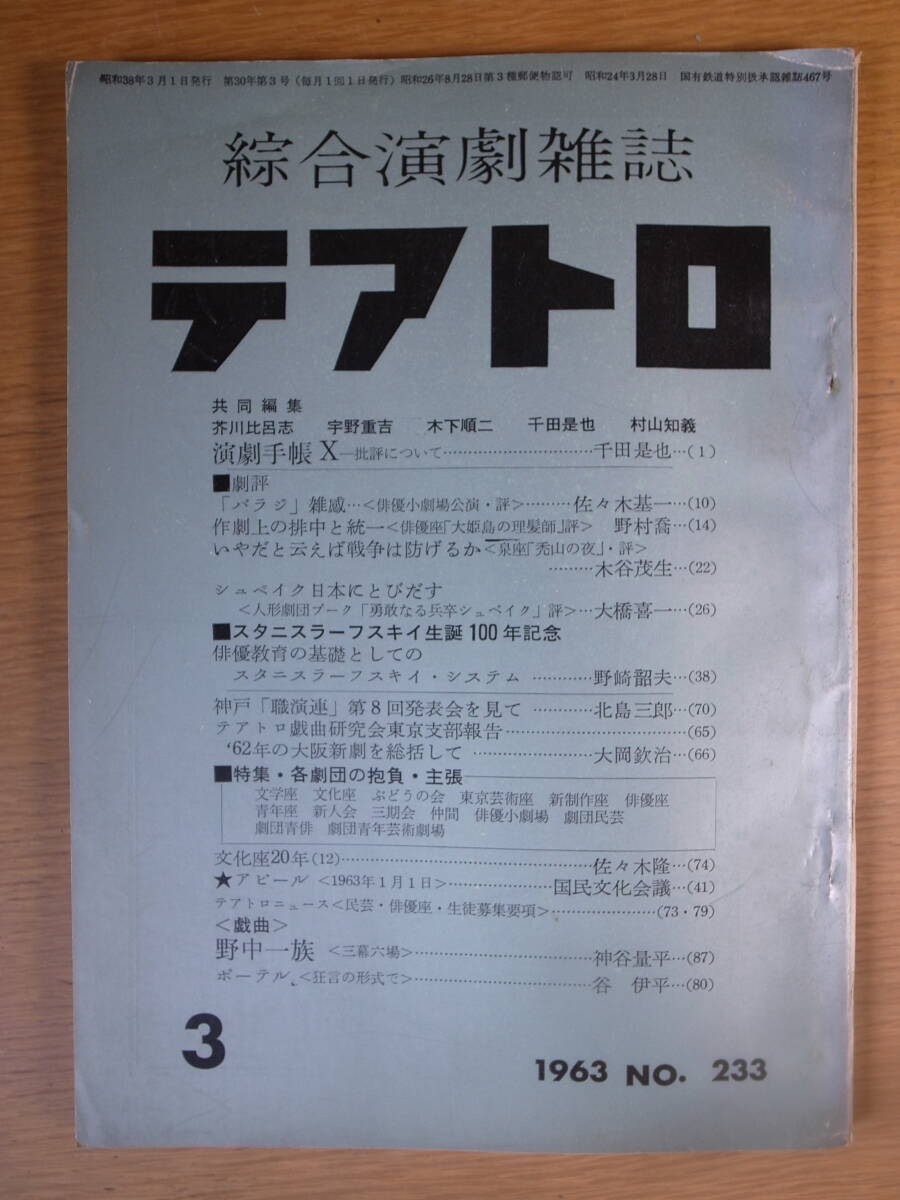 昭和38年3月1日発行 第30年第3号(毎月1回1日発行)昭和26年8月28日第3種郵便物認可 昭和24年3月28日 国有鉄道特別扱承認雑誌467号
綜合演劇雑誌
テアトロ
共同編集
芥川比呂志 宇野重吉 木下順二 千田是也 村山知義
演劇手帳 X—批評について…………………………千田是也…(1)
■劇評
「バラジ」雑感…<俳優小劇場公演・評>………佐々木基一…(10)
作劇上の排中と統一<俳優座「大姫島の理髪師」評> 野村喬…(14)
いやだと云えば戦争は防げるか<泉座「禿山の夜」・評>
………木谷茂生…(22)
シュベイク日本にとびだす
<人形劇団プーク「勇敢なる兵卒シュベイク」評>…大橋喜一…(26)
■スタニスラーフスキイ生誕100年記念
俳優教育の基礎としての
スタニスラーフスキイ・システム …………野崎韶夫…(38)
神戸「職演連」第8回発表会を見て …………北島三郎…(70)
テアトロ戯曲研究会東京支部報告………………………………(65)
'62年の大阪新劇を総括して ……………………大岡欽治…(66)
■特集・各劇団の抱負・主張
文学座 文化座 ぶどうの会 東京芸術座 新制作座 俳優座
青年座 新人会 三期会 仲間 俳優小劇場 劇団民芸
劇団青俳 劇団青年芸術劇場
文化座20年(12)…………………………………………佐々木隆…(74)
★アピール <1963年1月1日>…………………国民文化会議…(41)
テアトロニュース<民芸・俳優座・生徒募集要項>…………………(73・79)
<戯曲>
野中一族 <三幕六場>………………………………神谷量平…(87)
ボーテル、<狂言の形式で>………………………………谷 伊平…(80)
3
1963 NO. 233